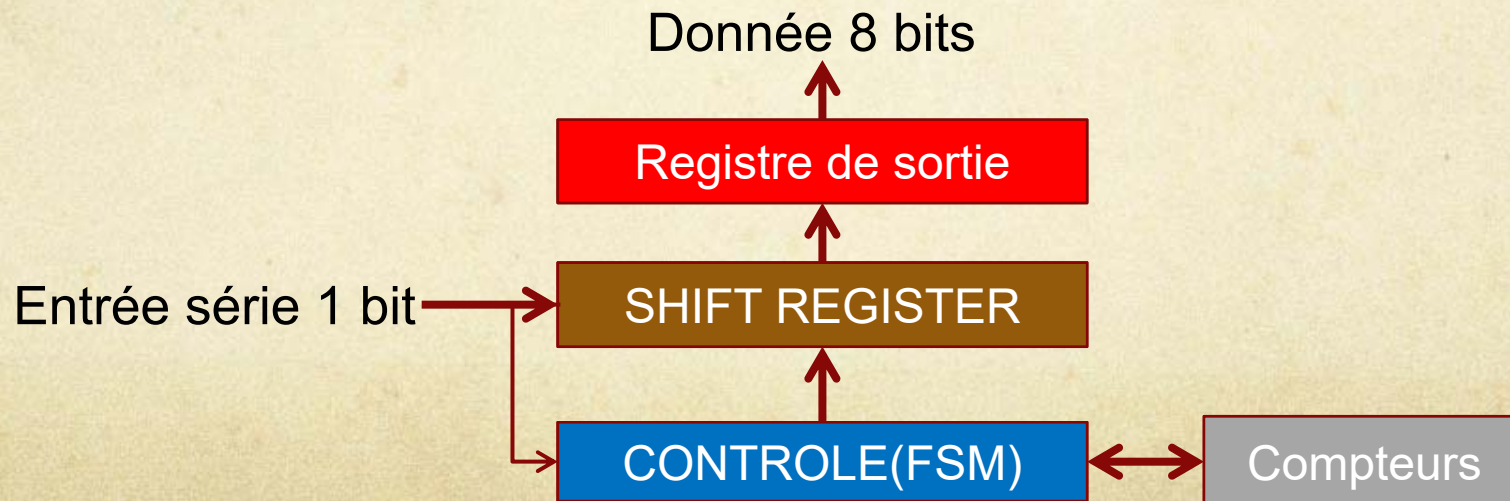 Donnée 8 bits
Registre de sortie
Entrée série 1 bit
SHIFT REGISTER
CONTROLE(FSM)
Compteurs